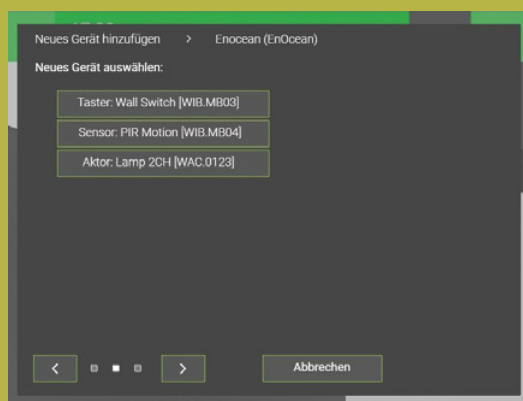 Neues Gerät hinzufügen > Enocean (EnOcean)
Neues Gerät auswählen:
Taster: Wall Switch [WIB.MB03]
Sensor: PIR Motion [WIB.MB04]
Aktor: Lamp 2CH [WAC.0123]
< >
Abbrechen